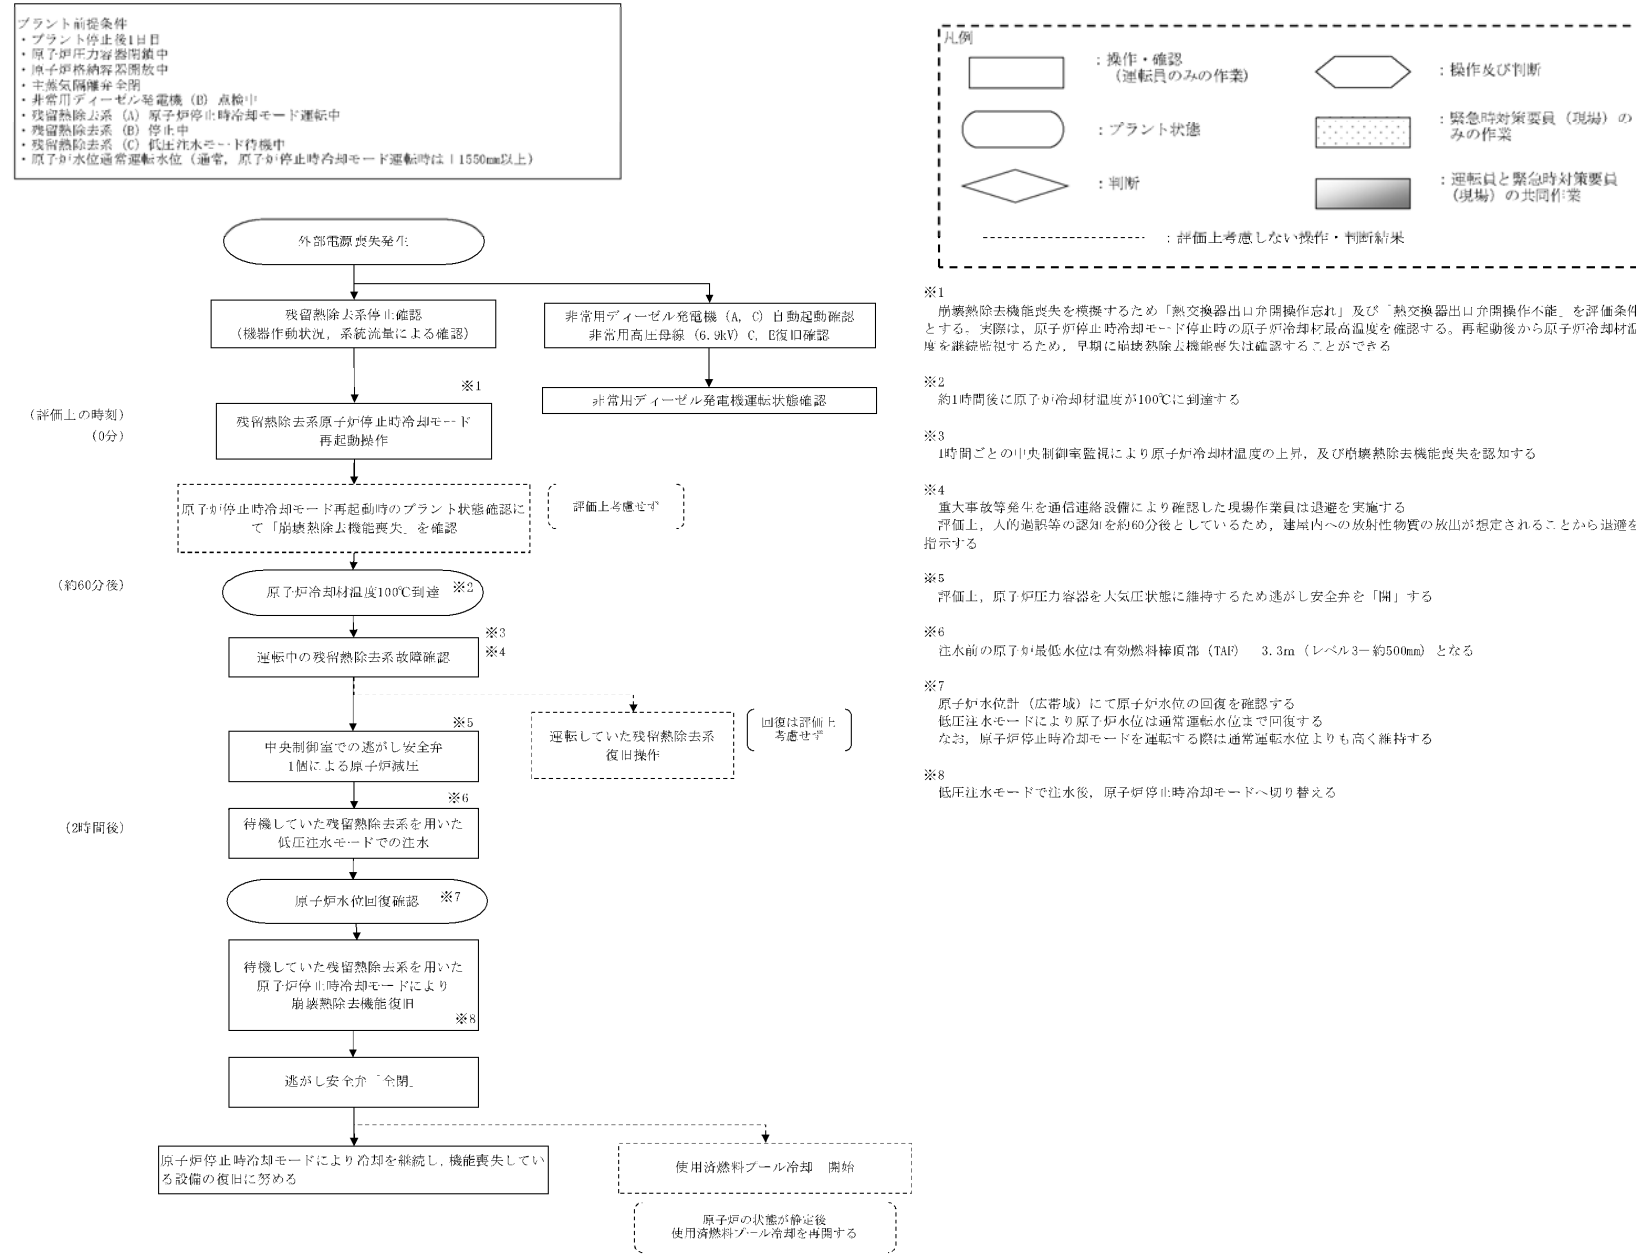 プラント前提条件
・プラント停止後1日目
・原子炉圧力容器閉鎖中
・原子炉格納容器開放中
・主蒸気隔離弁全閉
・非常用ディーゼル発電機（B）点検中
・残留熱除去系（A）原子炉停止時冷却モード運転中
・残留熱除去系（B）停止中
・残留熱除去系（C）低圧注水モード待機中
・原子炉水位通常運転水位（通常，原子炉停止時冷却モード運転時は 1550mm以上）
凡例
：操作・確認
（運転員のみの作業）
：操作及び判断
：プラント状態
：緊急時対策要員（現場）の
みの作業
：判断
：運転員と緊急時対策要員
（現場）の共同作業
：評価上考慮しない操作・判断結果
外部電源喪失発生
残留熱除去系停止確認
（機器作動状況，系統流量による確認）
非常用ディーゼル発電機（A, C）自動起動確認
非常用高圧母線（6.9kV）C, E復旧確認
非常用ディーゼル発電機運転状態確認
※1
（評価上の時刻）
（0分）
残留熱除去系原子炉停止時冷却モード
再起動操作
原子炉停止時冷却モード再起動時のプラント状態確認に
て「崩壊熱除去機能喪失」を確認
評価上考慮せず
（約60分後）
原子炉冷却材温度100℃到達 ※2
※3
※4
運転中の残留熱除去系故障確認
※5
中央制御室での逃がし安全弁
1個による原子炉減圧
運転していた残留熱除去系
復旧操作
回復は評価上
考慮せず
※6
（2時間後）
待機していた残留熱除去系を用いた
低圧注水モードでの注水
原子炉水位回復確認 ※7
待機していた残留熱除去系を用いた
原子炉停止時冷却モードにより
崩壊熱除去機能復旧
※8
逃がし安全弁「全閉」
原子炉停止時冷却モードにより冷却を継続し，機能喪失してい
る設備の復旧に努める
使用済燃料プール冷却 開始
原子炉の状態が静定後
使用済燃料プール冷却を再開する
※1
崩壊熱除去機能喪失を模擬するため「熱交換器出口弁開操作忘れ」及び「熱交換器出口弁開操作不能」を評価条件
とする。実際は，原子炉停止時冷却モード停止時の原子炉冷却材最高温度を確認する。再起動後から原子炉冷却材温
度を継続監視するため，早期に崩壊熱除去機能喪失は確認することができる
※2
約1時間後に原子炉冷却材温度が100℃に到達する
※3
1時間ごとの中央制御室監視により原子炉冷却材温度の上昇，及び崩壊熱除去機能喪失を認知する
※4
重大事故等発生を通信連絡設備により確認した現場作業員は退避を実施する
評価上，人的過誤等の認知を約60分後としているため，建屋内への放射性物質の放出が想定されることから退避を
指示する
※5
評価上，原子炉圧力容器を大気圧状態に維持するため逃がし安全弁を「開」する
※6
注水前の原子炉最低水位は有効燃料棒頂部（TAF） 3.3m（レベル3－約500mm）となる
※7
原子炉水位計（広帯域）にて原子炉水位の回復を確認する
低圧注水モードにより原子炉水位は通常運転水位まで回復する
なお，原子炉停止時冷却モードを運転する際は通常運転水位よりも高く維持する
※8
低圧注水モードで注水後，原子炉停止時冷却モードへ切り替える